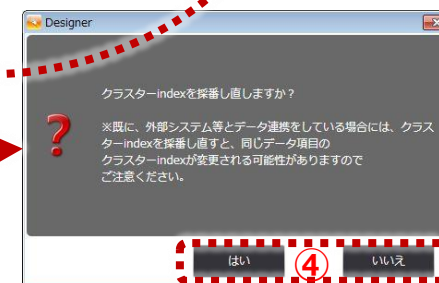 Designer
クラスターindexを採番し直しますか？
※既に、外部システム等とデータ連携をしている場合には、クラス
ターindexを採番し直すと、同じデータ項目の
クラスターindexが変更される可能性がありますので
ご注意ください。
はい ④ いいえ